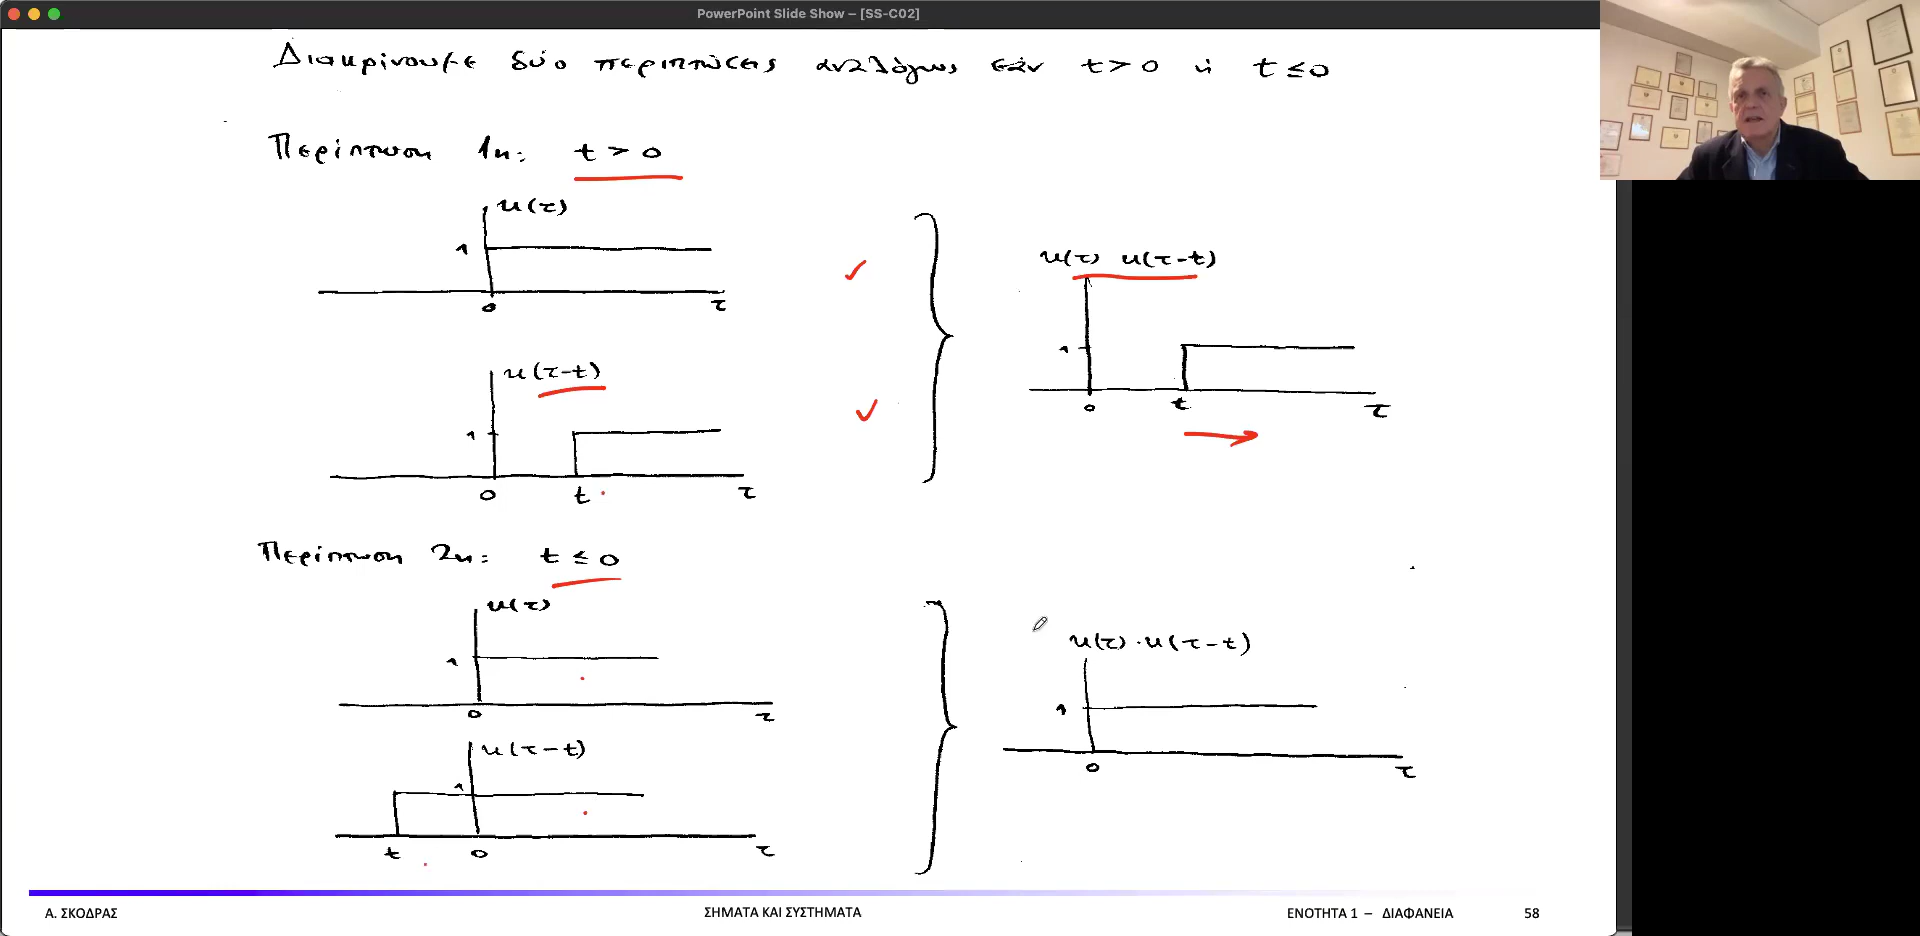 PowerPoint Slide Show – [SS-C02]
Διακρίνουμε δύο περιπτώσεις αναλόγως εάν t > 0 ή t ≤ 0
Περίπτωση 1η: t > 0
u(τ)
1
0 τ
u(τ-t)
1
0 t τ
u(τ) u(τ-t)
1
0 t τ
Περίπτωση 2η: t ≤ 0
u(τ)
1
0 τ
u(τ-t)
1
t 0 τ
u(τ)·u(τ-t)
1
0 τ
Α. ΣΚΟΔΡΑΣ ΣΗΜΑΤΑ ΚΑΙ ΣΥΣΤΗΜΑΤΑ ΕΝΟΤΗΤΑ 1 – ΔΙΑΦΑΝΕΙΑ 58